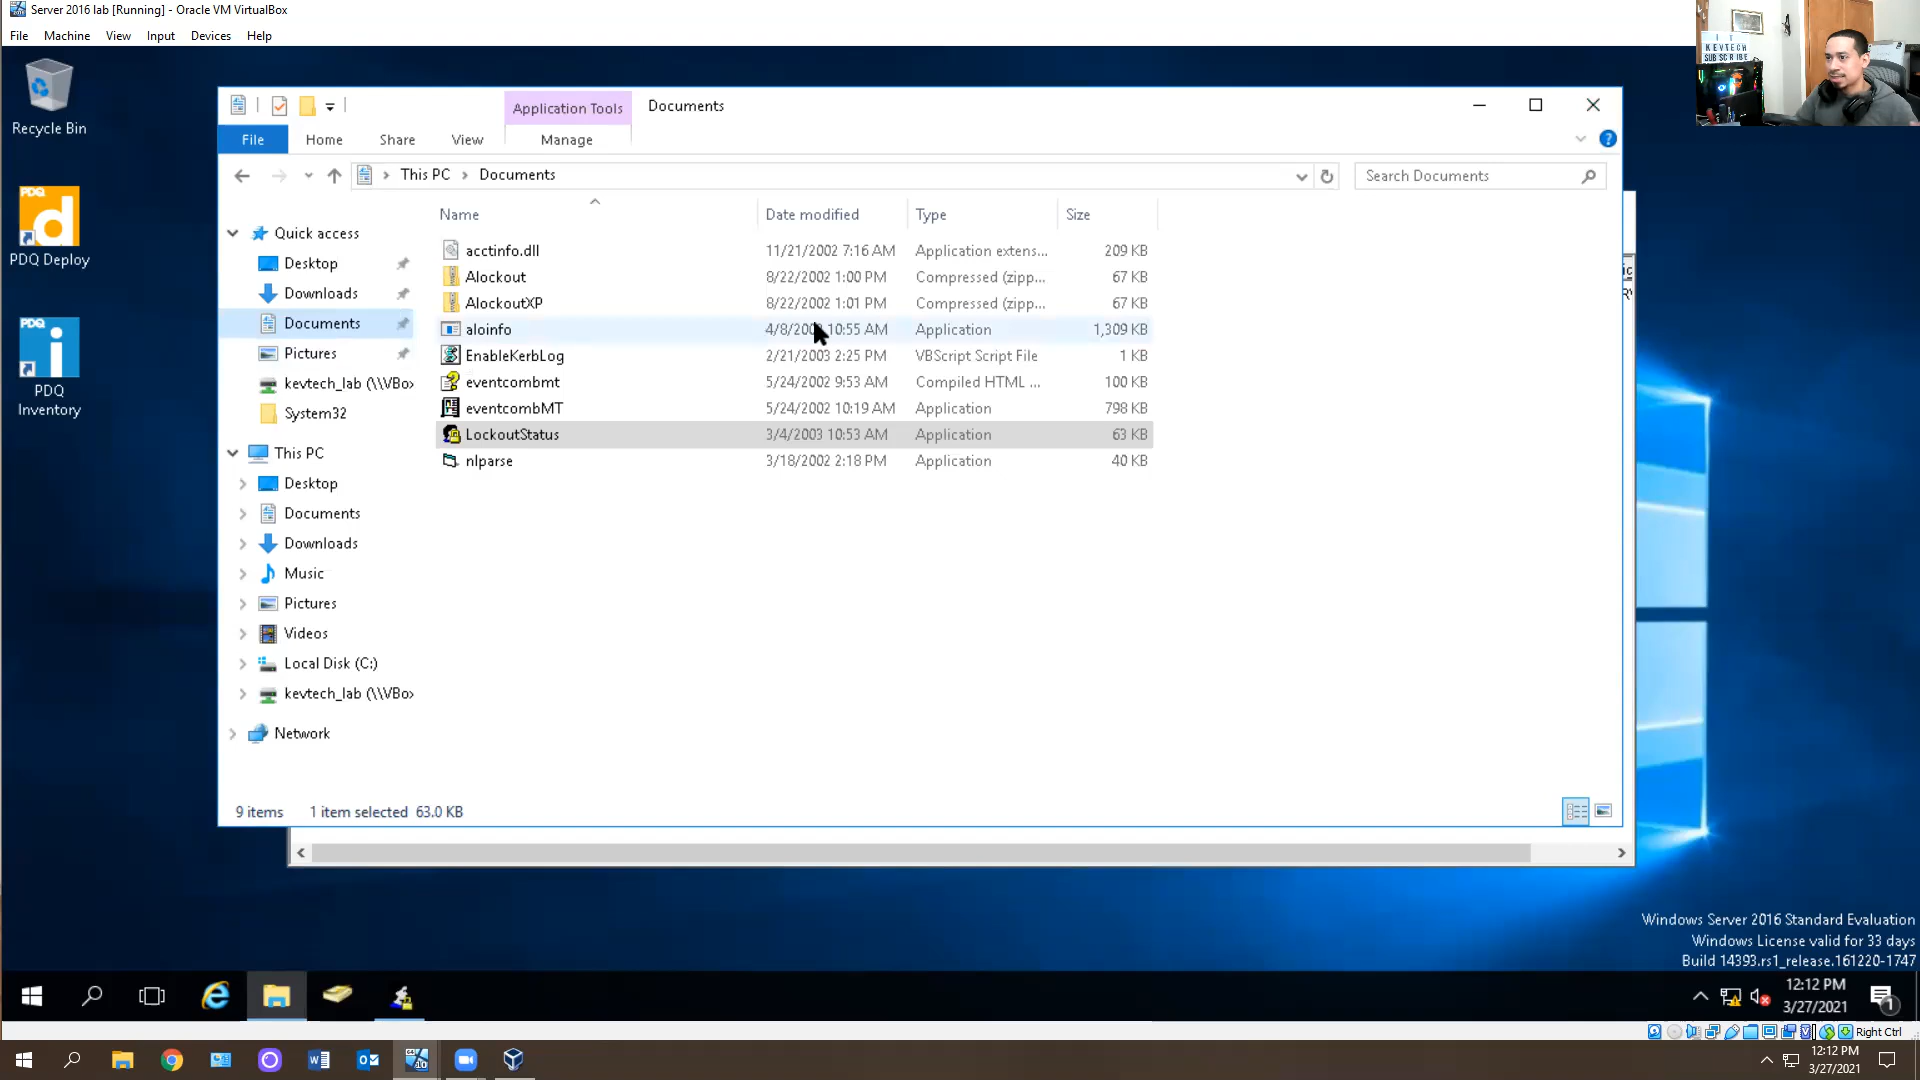 Server 2016 lab [Running] - Oracle VM VirtualBox
File Machine View Input Devices Help
KEVTECH
SUBSCRIBE
Recycle Bin
PDQ
PDQ Deploy
PDQ
PDQ
Inventory
Application Tools Documents
File Home Share View Manage
This PC Documents Search Documents
Name Date modified Type Size
Quick access
Desktop
Downloads
Documents
Pictures
kevtech_lab (\\VBo
System32
This PC
Desktop
Documents
Downloads
Music
Pictures
Videos
Local Disk (C:)
kevtech_lab (\\VBo
Network
acctinfo.dll 11/21/2002 7:16 AM Application extens... 209 KB
Alockout 8/22/2002 1:00 PM Compressed (zipp... 67 KB
AlockoutXP 8/22/2002 1:01 PM Compressed (zipp... 67 KB
aloinfo 10:55 AM Application 1,309 KB
EnableKerbLog 2/21/2003 2:25 PM VBScript Script File 1 KB
eventcombmt 5/24/2002 9:53 AM Compiled HTML ... 100 KB
eventcombMT 5/24/2002 10:19 AM Application 798 KB
LockoutStatus 3/4/2003 10:53 AM Application 63 KB
nlparse 3/18/2002 2:18 PM Application 40 KB
9 items 1 item selected 63.0 KB
Windows Server 2016 Standard Evaluation
Windows License valid for 33 days
Build 14393.rs1_release.161220-1747
12:12 PM
3/27/2021
1
Right Ctrl
12:12 PM
3/27/2021